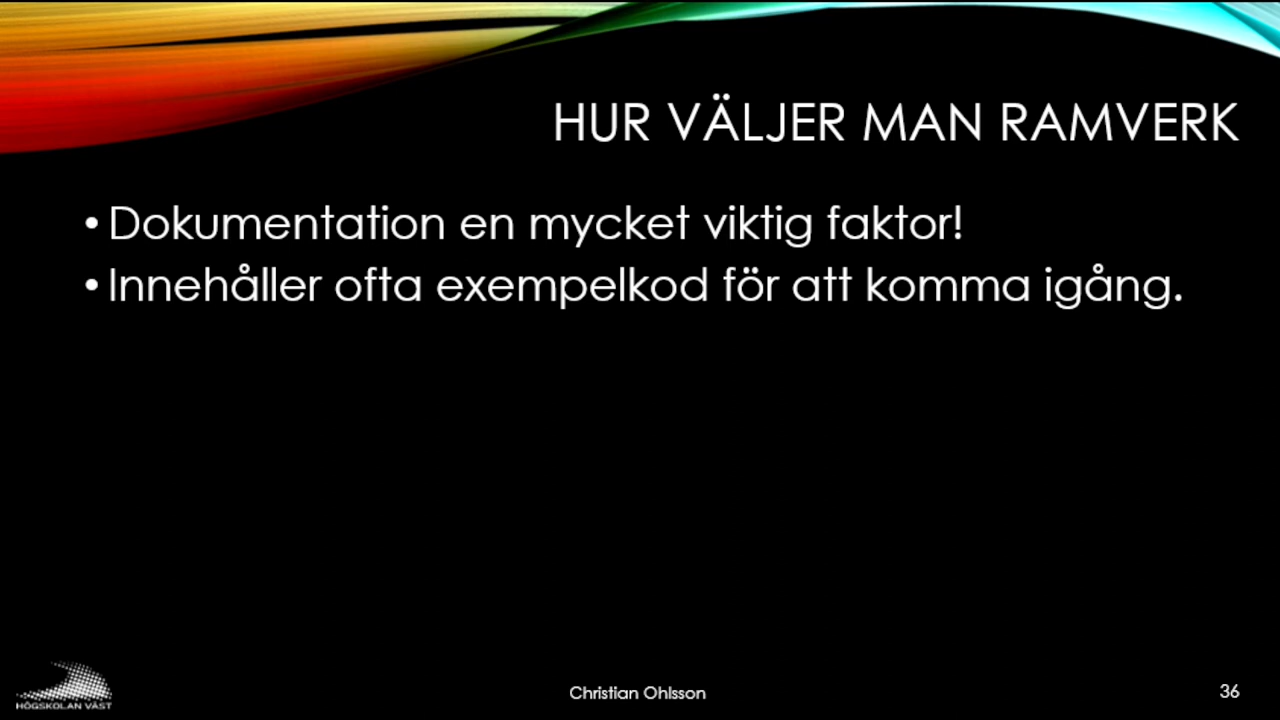 HUR VÄLJER MAN RAMVERK
• Dokumentation en mycket viktig faktor!
• Innehåller ofta exempelkod för att komma igång.
HÖGSKOLAN VÄST
Christian Ohlsson
36